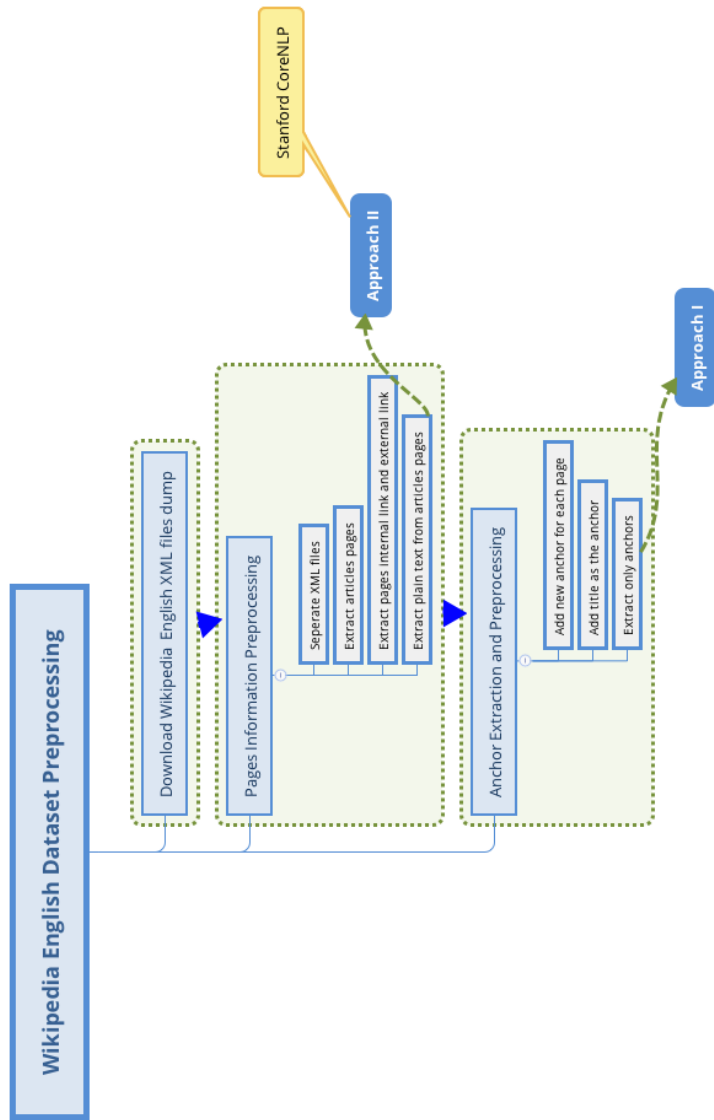 Wikipedia English Dataset Preprocessing
Download Wikipedia English XML files dump
Pages Information Preprocessing
Seperate XML files
Extract articles pages
Extract pages internal link and external link
Extract plain text from articles pages
Approach II
Stanford CoreNLP
Anchor Extraction and Preprocessing
Add new anchor for each page
Add title as the anchor
Extract only anchors
Approach I